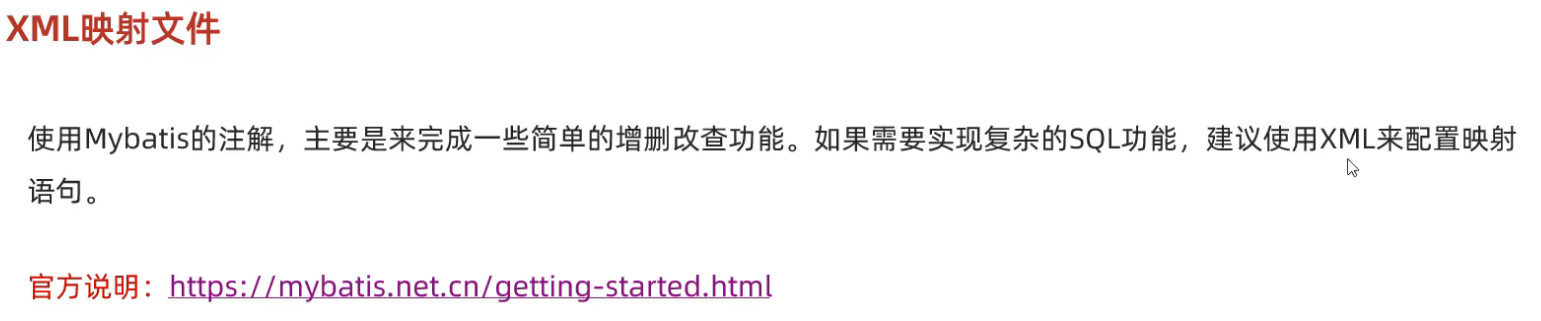 XML映射文件
使用Mybatis的注解，主要是来完成一些简单的增删改查功能。如果需要实现复杂的SQL功能，建议使用XML来配置映射
语句。
官方说明：https://mybatis.net.cn/getting-started.html